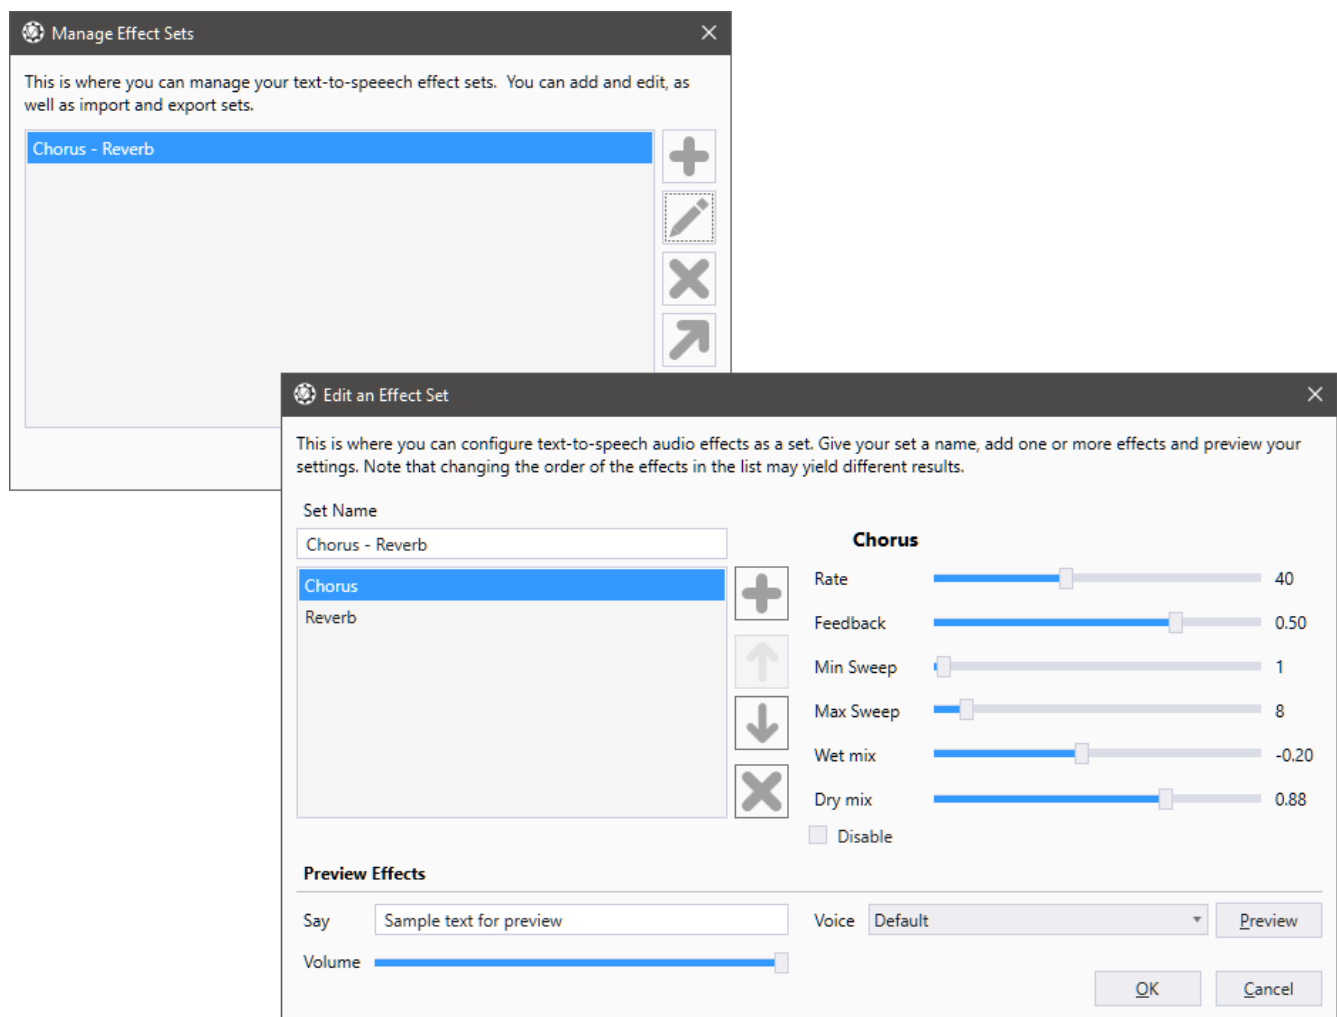 Manage Effect Sets
This is where you can manage your text-to-speeech effect sets.  You can add and edit, as
well as import and export sets.
Chorus - Reverb
Edit an Effect Set
This is where you can configure text-to-speech audio effects as a set. Give your set a name, add one or more effects and preview your
settings. Note that changing the order of the effects in the list may yield different results.
Set Name
Chorus - Reverb
Chorus
Reverb
Chorus
Rate 40
Feedback 0.50
Min Sweep 1
Max Sweep 8
Wet mix -0.20
Dry mix 0.88
Disable
Preview Effects
Say Sample text for preview Voice Default Preview
Volume
OK Cancel